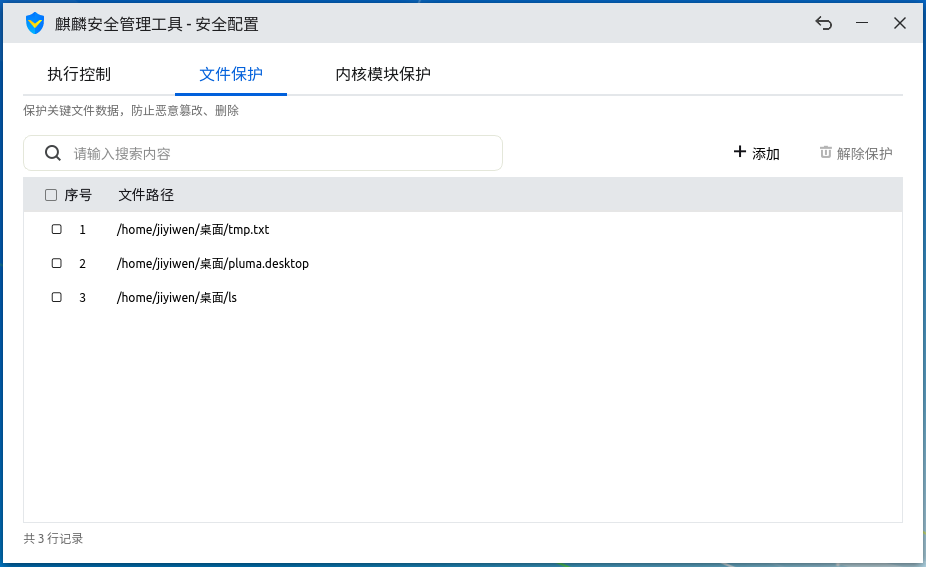 麒麟安全管理工具 - 安全配置
执行控制 文件保护 内核模块保护
保护关键文件数据，防止恶意篡改、删除
请输入搜索内容 添加 解除保护
序号 文件路径
1 /home/jiyiwen/桌面/tmp.txt
2 /home/jiyiwen/桌面/pluma.desktop
3 /home/jiyiwen/桌面/ls
共 3 行记录